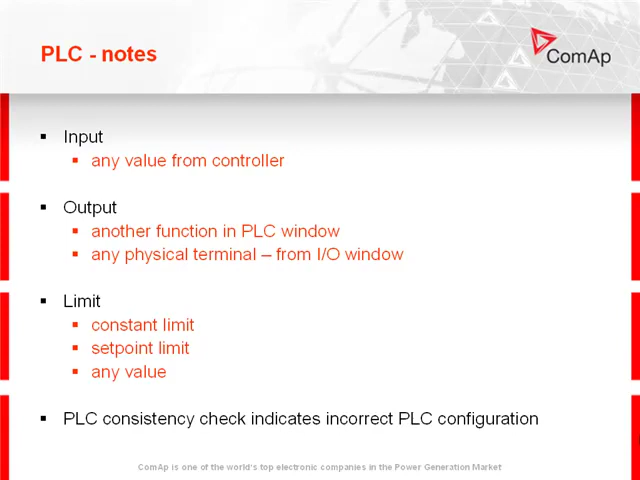 PLC - notes
ComAp
▪ Input
▪ any value from controller
▪ Output
▪ another function in PLC window
▪ any physical terminal – from I/O window
▪ Limit
▪ constant limit
▪ setpoint limit
▪ any value
▪ PLC consistency check indicates incorrect PLC configuration
ComAp is one of the world's top electronic companies in the Power Generation Market